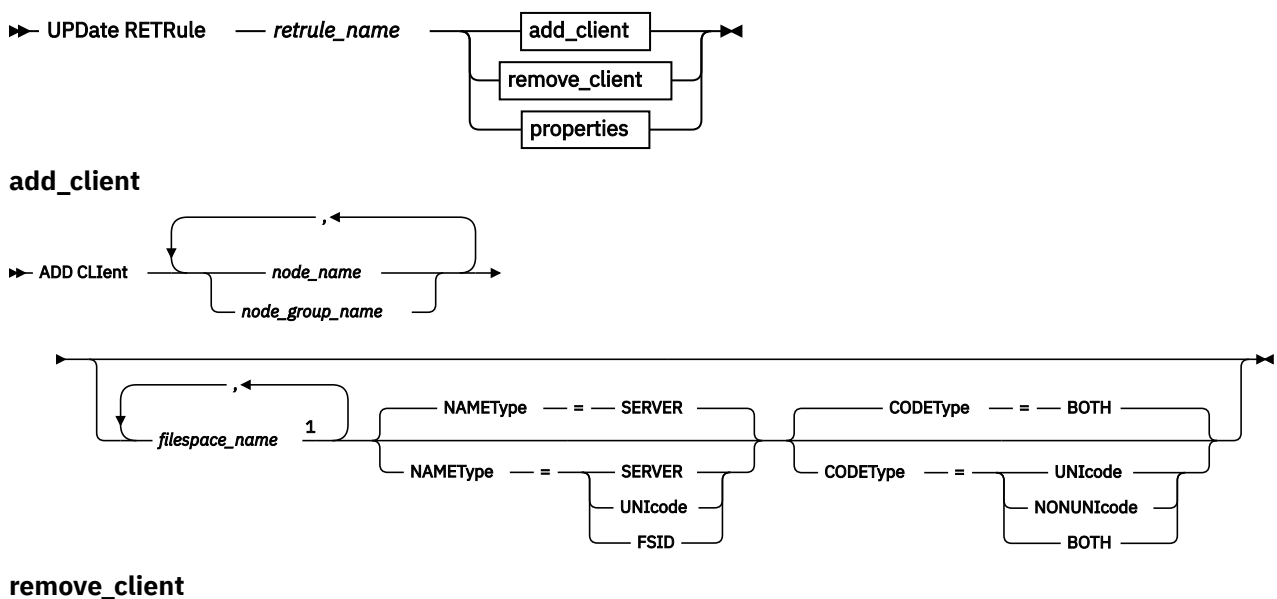 UPDate RETRule retrule_name add_client
remove_client
properties
add_client
,
ADD CLIent node_name
node_group_name
,
NAMEType = SERVER CODEType = BOTH
filespace_name 1
NAMEType = SERVER CODEType = UNIcode
UNIcode NONUNIcode
FSID BOTH
remove_client